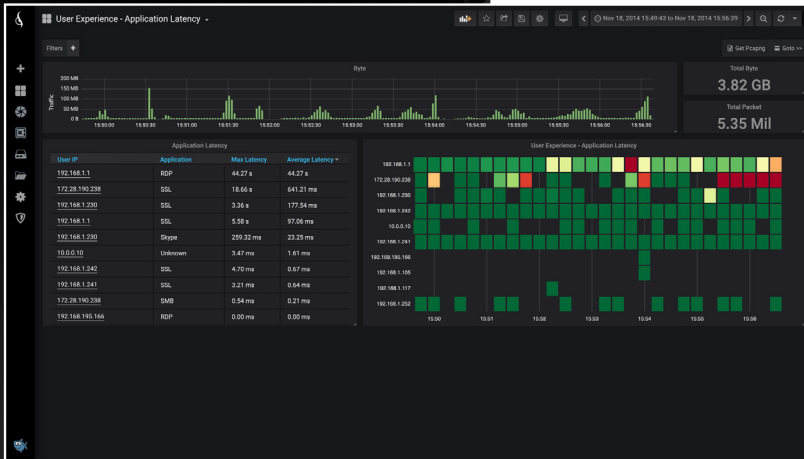 User Experience - Application Latency
Nov 18, 2014 15:49:43 to Nov 18, 2014 15:56:39
Filters +
Get Pcapng
Goto >>
Byte
200 MB
150 MB
100 MB
50 MB
0 B
Traffic
15:50:00 15:50:30 15:51:00 15:51:30 15:52:00 15:52:30 15:53:00 15:53:30 15:54:00 15:54:30 15:55:00 15:55:30 15:56:00 15:56:30
Total Byte
3.82 GB
Total Packet
5.35 Mil
Application Latency
User IP Application Max Latency Average Latency
192.168.1.1 RDP 44.27 s 44.27 s
172.28.190.238 SSL 18.66 s 641.21 ms
192.168.1.230 SSL 3.36 s 177.54 ms
192.168.1.1 SSL 5.58 s 97.06 ms
192.168.1.230 Skype 259.32 ms 23.25 ms
10.0.0.10 Unknown 3.47 ms 1.61 ms
192.168.1.242 SSL 4.70 ms 0.67 ms
192.168.1.241 SSL 3.21 ms 0.64 ms
172.28.190.238 SMB 0.54 ms 0.21 ms
192.168.195.166 RDP 0.00 ms 0.00 ms
User Experience - Application Latency
192.168.1.1
172.28.190.238
192.168.1.230
192.168.1.242
10.0.0.10
192.168.1.241
192.168.195.166
192.168.1.105
192.168.1.117
192.168.1.252
15:50 15:51 15:52 15:53 15:54 15:55 15:56